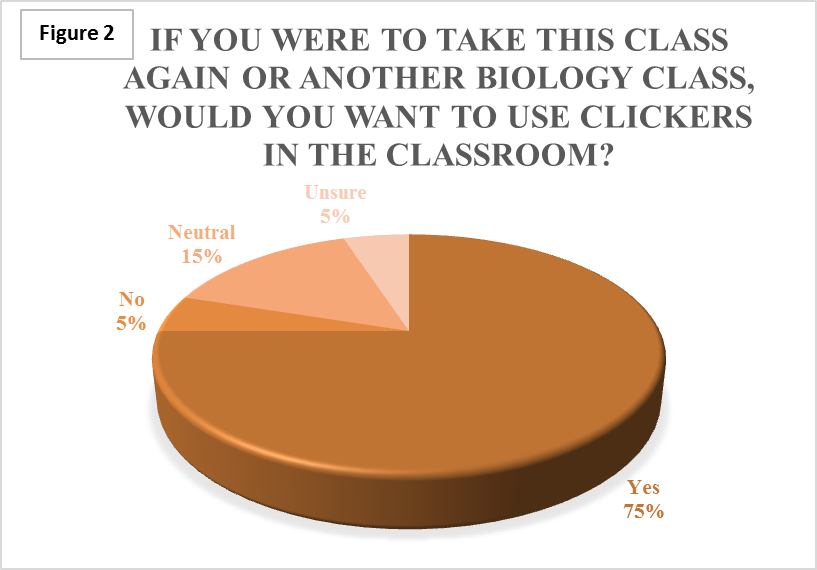 Figure 2
IF YOU WERE TO TAKE THIS CLASS
AGAIN OR ANOTHER BIOLOGY CLASS,
WOULD YOU WANT TO USE CLICKERS
IN THE CLASSROOM?
Unsure
5%
Neutral
15%
No
5%
Yes
75%